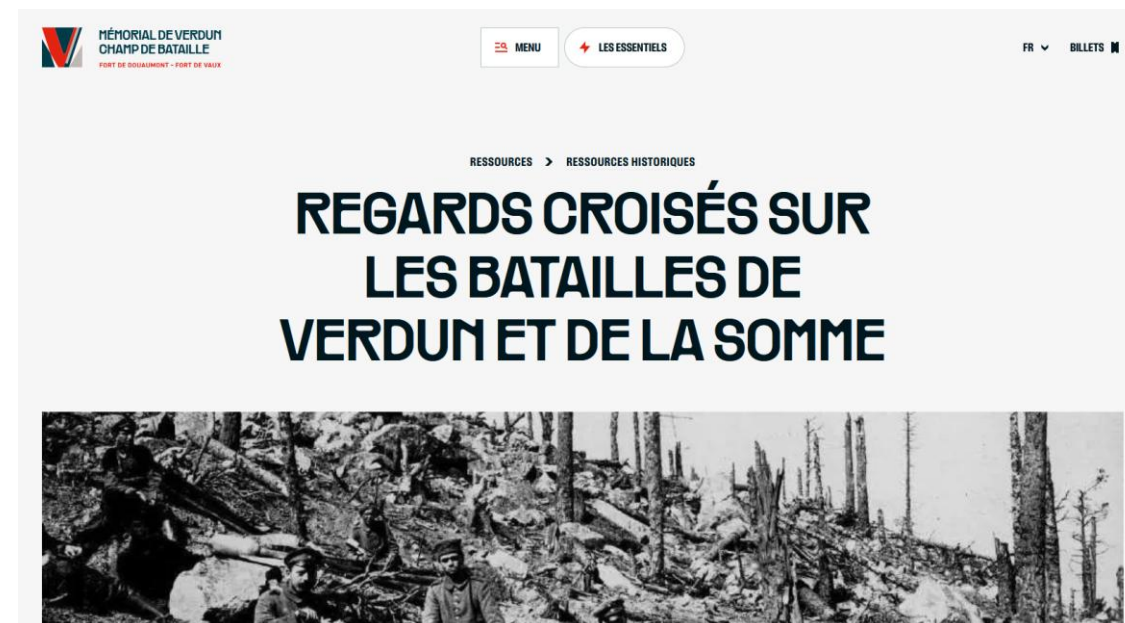 MÉMORIAL DE VERDUN
CHAMP DE BATAILLE
FORT DE DOUAUMONT - FORT DE VAUX
MENU
LES ESSENTIELS
FR
BILLETS
RESSOURCES > RESSOURCES HISTORIQUES
REGARDS CROISÉS SUR
LES BATAILLES DE
VERDUN ET DE LA SOMME